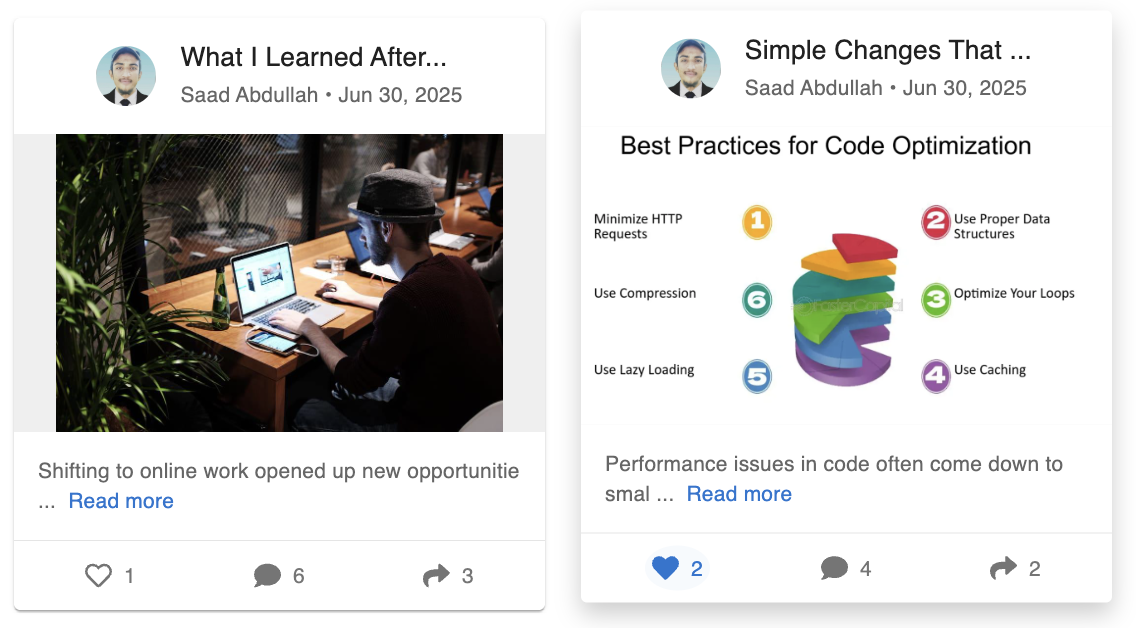 What I Learned After...
Saad Abdullah • Jun 30, 2025
Shifting to online work opened up new opportunitie
... Read more
1
6
3
Simple Changes That ...
Saad Abdullah • Jun 30, 2025
Best Practices for Code Optimization
Minimize HTTP
Requests
1
2
Use Proper Data
Structures
Use Compression
6
3
Optimize Your Loops
Use Lazy Loading
5
4
Use Caching
Performance issues in code often come down to
smal ... Read more
2
4
2